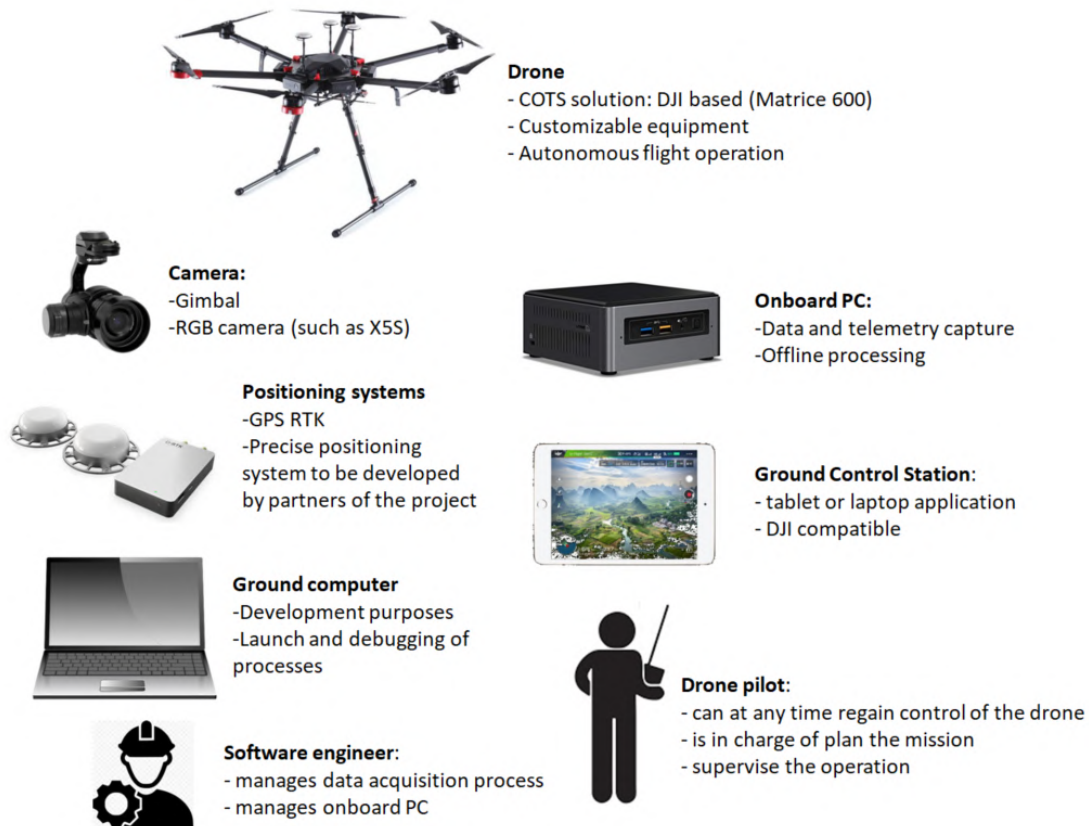 Drone
- COTS solution: DJI based (Matrice 600)
- Customizable equipment
- Autonomous flight operation
Camera:
-Gimbal
-RGB camera (such as X5S)
Onboard PC:
-Data and telemetry capture
-Offline processing
Positioning systems
-GPS RTK
-Precise positioning
system to be developed
by partners of the project
Ground Control Station:
- tablet or laptop application
- DJI compatible
Ground computer
-Development purposes
-Launch and debugging of
processes
Drone pilot:
- can at any time regain control of the drone
- is in charge of plan the mission
- supervise the operation
Software engineer:
- manages data acquisition process
- manages onboard PC